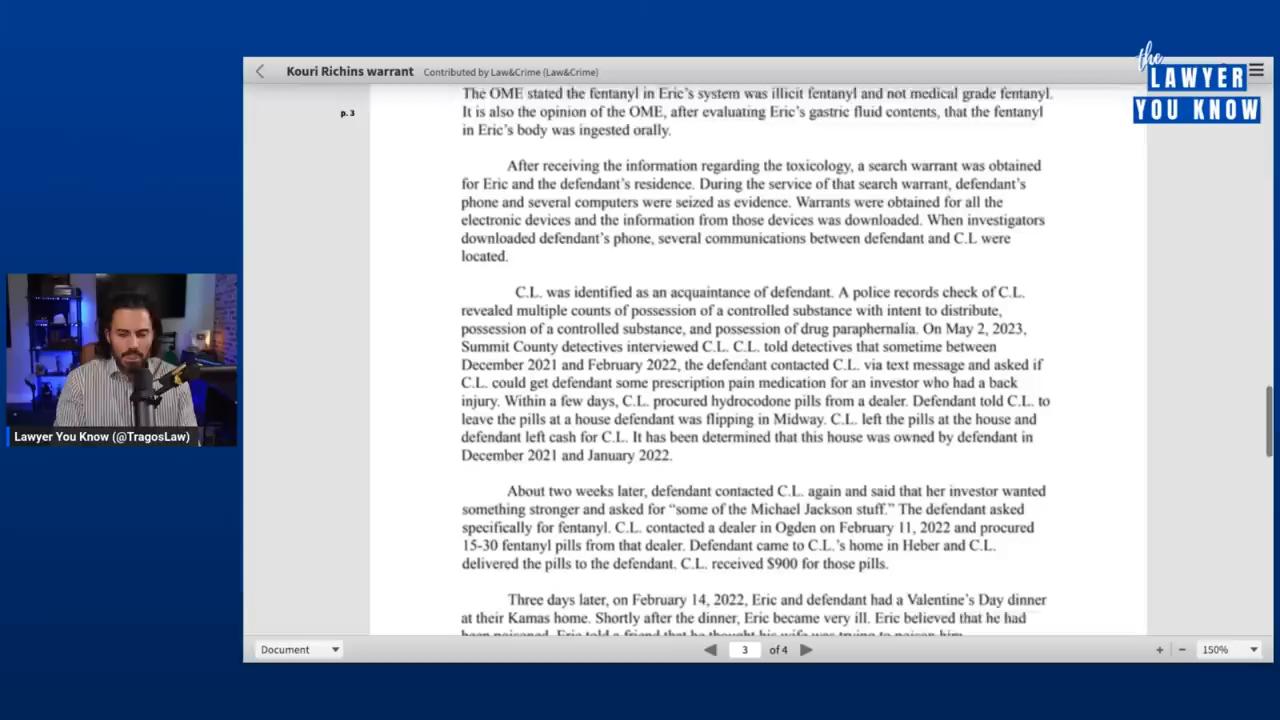 the
LAWYER
YOU KNOW
Kouri Richins warrant Contributed by Law&Crime (Law&Crime)
p. 3
The OME stated the fentanyl in Eric's system was illicit fentanyl and not medical grade fentanyl.
It is also the opinion of the OME, after evaluating Eric's gastric fluid contents, that the fentanyl
in Eric's body was ingested orally.
After receiving the information regarding the toxicology, a search warrant was obtained
for Eric and the defendant's residence. During the service of that search warrant, defendant's
phone and several computers were seized as evidence. Warrants were obtained for all the
electronic devices and the information from those devices was downloaded. When investigators
downloaded defendant's phone, several communications between defendant and C.L were
located.
C.L. was identified as an acquaintance of defendant. A police records check of C.L.
revealed multiple counts of possession of a controlled substance with intent to distribute,
possession of a controlled substance, and possession of drug paraphernalia. On May 2, 2023,
Summit County detectives interviewed C.L. C.L. told detectives that sometime between
December 2021 and February 2022, the defendant contacted C.L. via text message and asked if
C.L. could get defendant some prescription pain medication for an investor who had a back
injury. Within a few days, C.L. procured hydrocodone pills from a dealer. Defendant told C.L. to
leave the pills at a house defendant was flipping in Midway. C.L. left the pills at the house and
defendant left cash for C.L. It has been determined that this house was owned by defendant in
December 2021 and January 2022.
About two weeks later, defendant contacted C.L. again and said that her investor wanted
something stronger and asked for "some of the Michael Jackson stuff." The defendant asked
specifically for fentanyl. C.L. contacted a dealer in Ogden on February 11, 2022 and procured
15-30 fentanyl pills from that dealer. Defendant came to C.L.'s home in Heber and C.L.
delivered the pills to the defendant. C.L. received $900 for those pills.
Three days later, on February 14, 2022, Eric and defendant had a Valentine's Day dinner
at their Kamas home. Shortly after the dinner, Eric became very ill. Eric believed that he had
been poisoned. Eric told a friend that he thought his wife was trying to poison him.
Lawyer You Know (@TragosLaw)
Document
3 of 4
+ - 150%